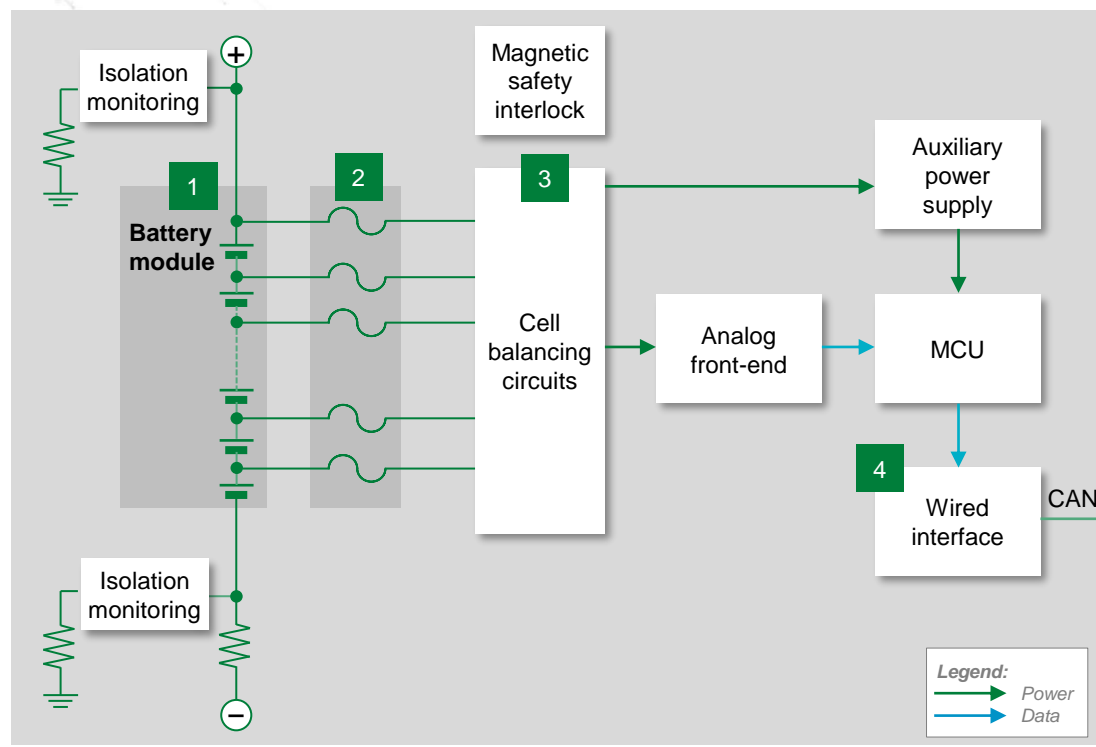 +
Isolation
monitoring
Magnetic
safety
interlock
Auxiliary
power
supply
1
2
3
Battery
module
Cell
balancing
circuits
Analog
front-end
MCU
4
Wired
interface
CAN
Isolation
monitoring
−
Legend:
Power
Data